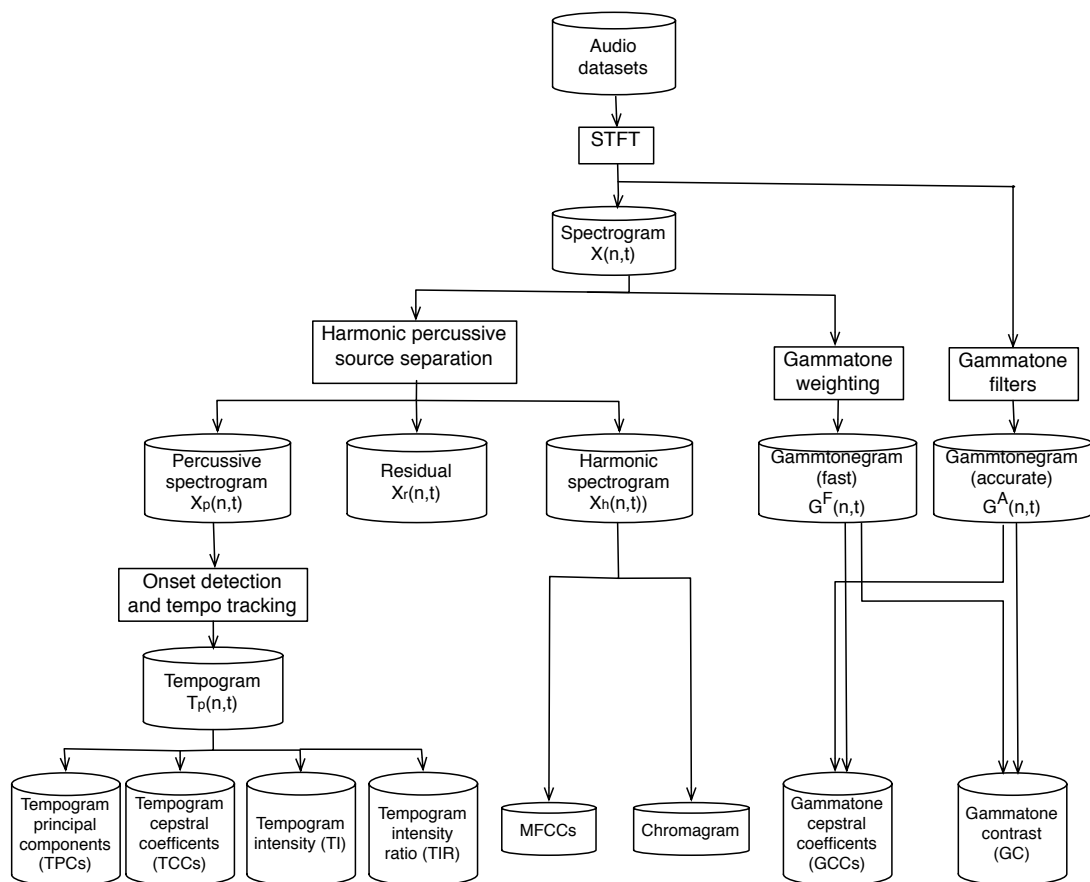 Audio
datasets
STFT
Spectrogram
X(n,t)
Harmonic percussive
source separation
Gammatone
weighting
Gammatone
filters
Percussive
spectrogram
Xp(n,t)
Residual
Xr(n,t)
Harmonic
spectrogram
Xh(n,t))
Gammtonegram
(fast)
G^F(n,t)
Gammtonegram
(accurate)
G^A(n,t)
Onset detection
and tempo tracking
Tempogram
Tp(n,t)
Tempogram
principal
components
(TPCs)
Tempogram
cepstral
coefficents
(TCCs)
Tempogram
intensity (TI)
Tempogram
intensity
ratio (TIR)
MFCCs
Chromagram
Gammatone
cepstral
coefficents
(GCCs)
Gammatone
contrast
(GC)